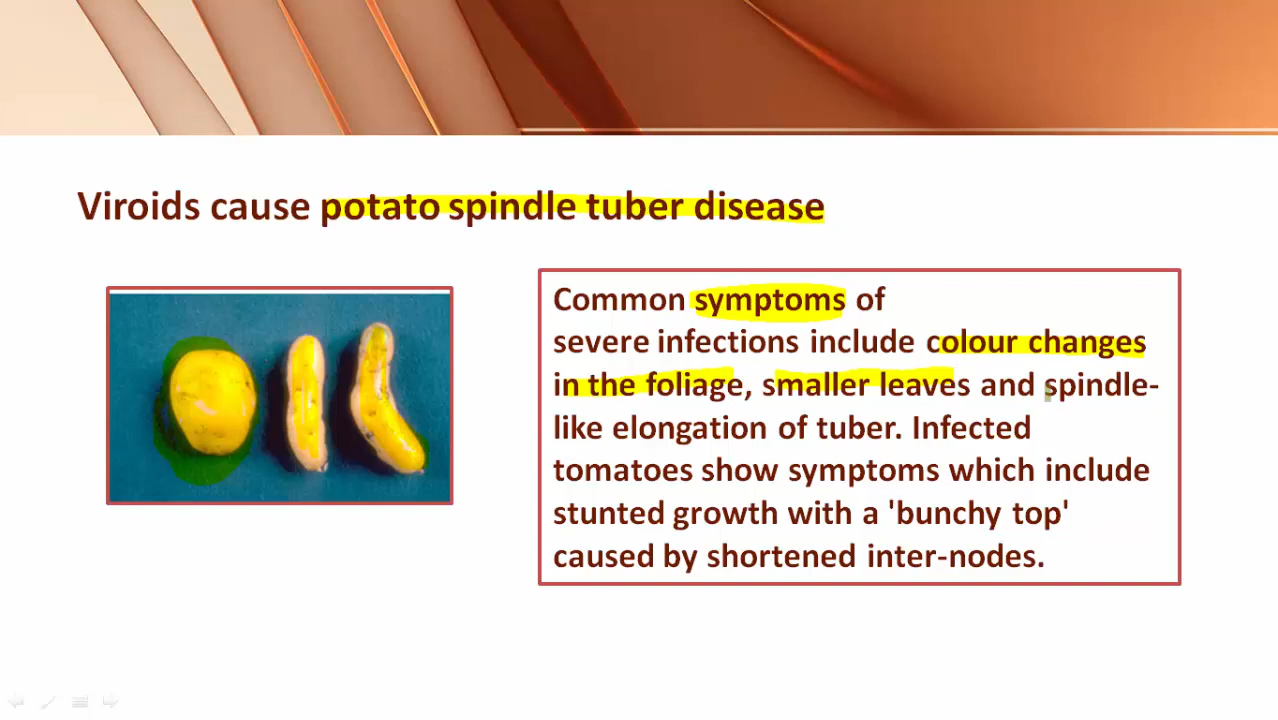 Viroids cause potato spindle tuber disease
Common symptoms of
severe infections include colour changes
in the foliage, smaller leaves and spindle-
like elongation of tuber. Infected
tomatoes show symptoms which include
stunted growth with a 'bunchy top'
caused by shortened inter-nodes.